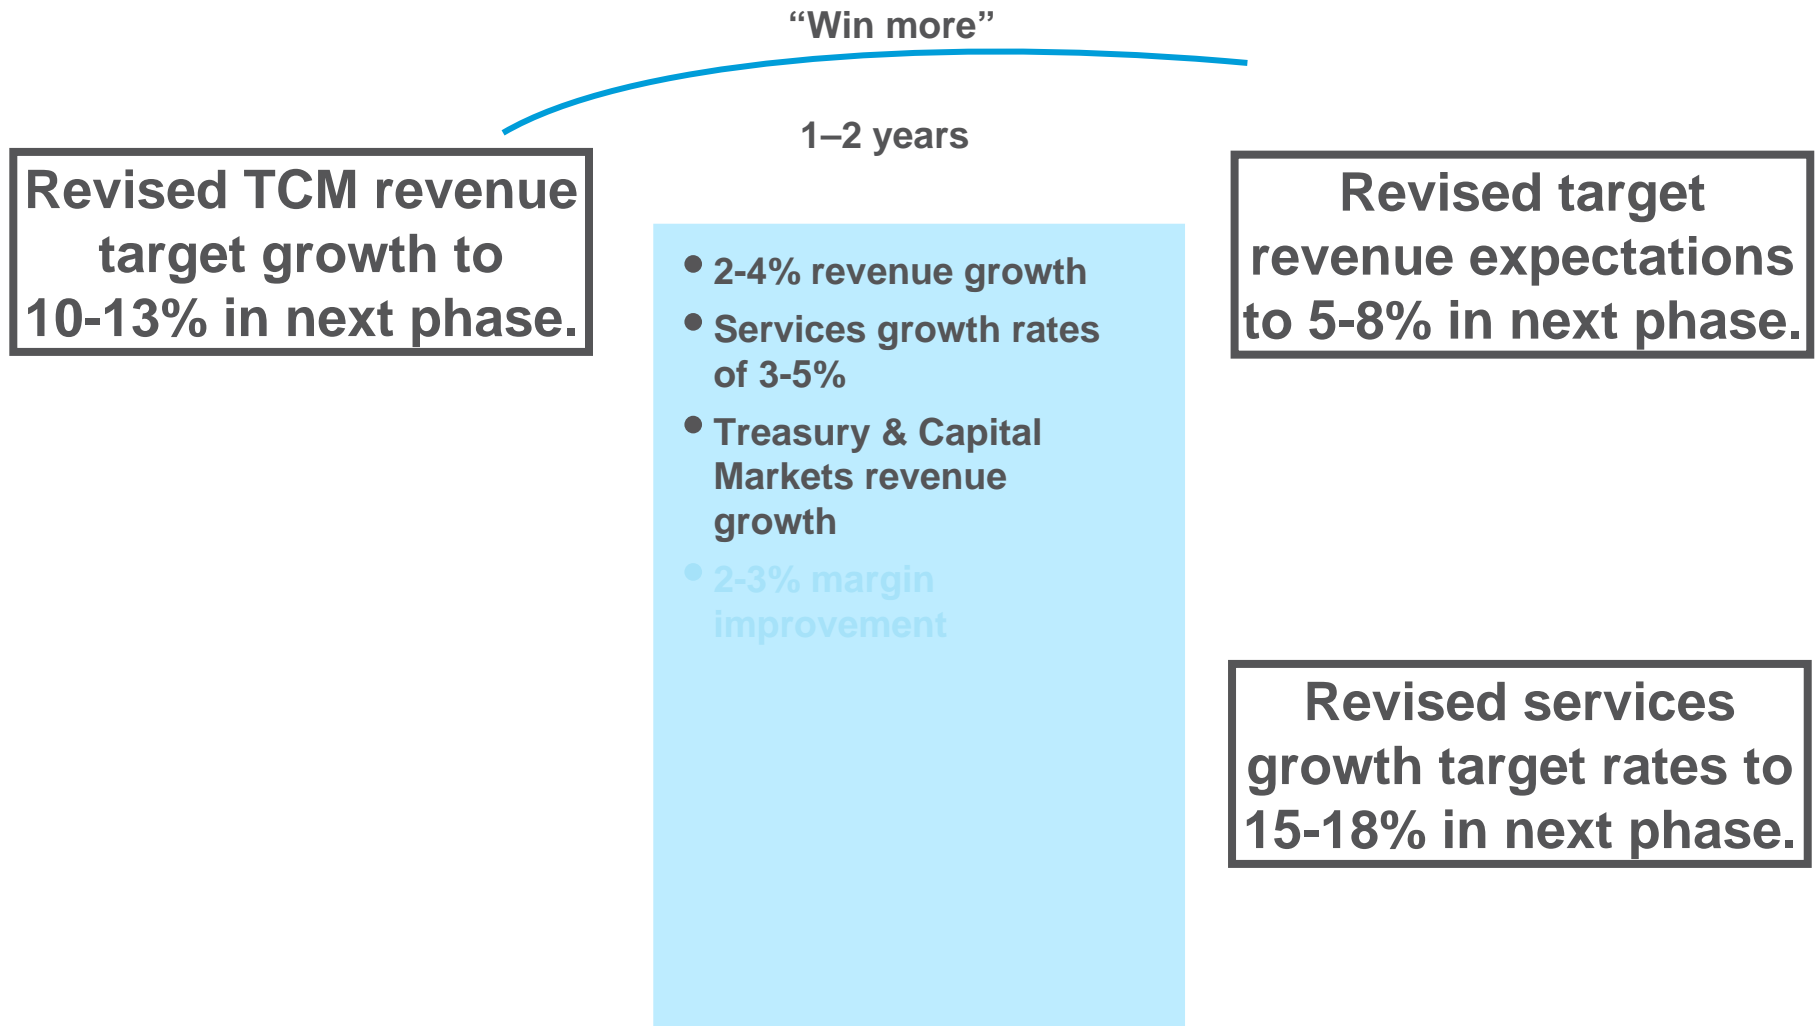 “Win more”
1–2 years
Revised TCM revenue
target growth to
10-13% in next phase.
• 2-4% revenue growth
• Services growth rates
of 3-5%
• Treasury & Capital
Markets revenue
growth
• 2-3% margin
improvement
Revised target
revenue expectations
to 5-8% in next phase.
Revised services
growth target rates to
15-18% in next phase.